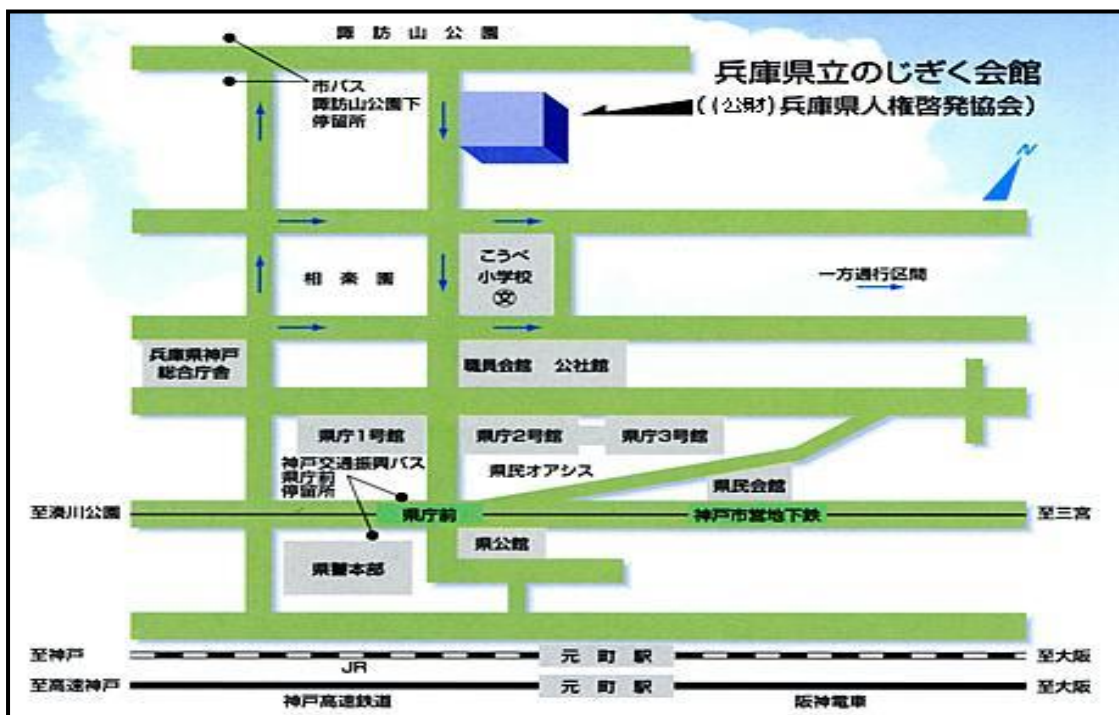 諏訪山公園
兵庫県立のじぎく会館
((公財)兵庫県人権啓発協会)
市バス
諏訪山公園下
停留所
N
こうべ
小学校
文
相楽園
一方通行区間
兵庫県神戸
総合庁舎
職員会館 公社館
県庁1号館
県庁2号館
県庁3号館
神戸交通振興バス
県庁前
停留所
県民オアシス
県民会館
至湊川公園
県庁前
神戸市営地下鉄
至三宮
県公館
県警本部
至神戸
元町駅
至大阪
JR
至高速神戸
元町駅
至大阪
神戸高速鉄道
阪神電車